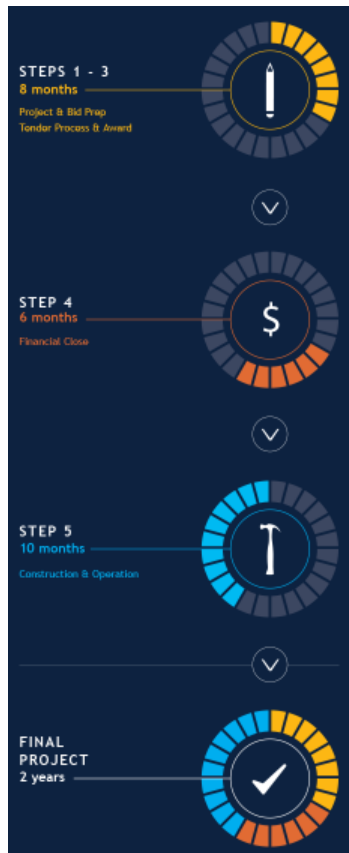 STEPS 1 - 3
8 months
Project & Bid Prep
Tender Process & Award
$
STEP 4
6 months
Financial Close
STEP 5
10 months
Construction & Operation
FINAL
PROJECT
2 years